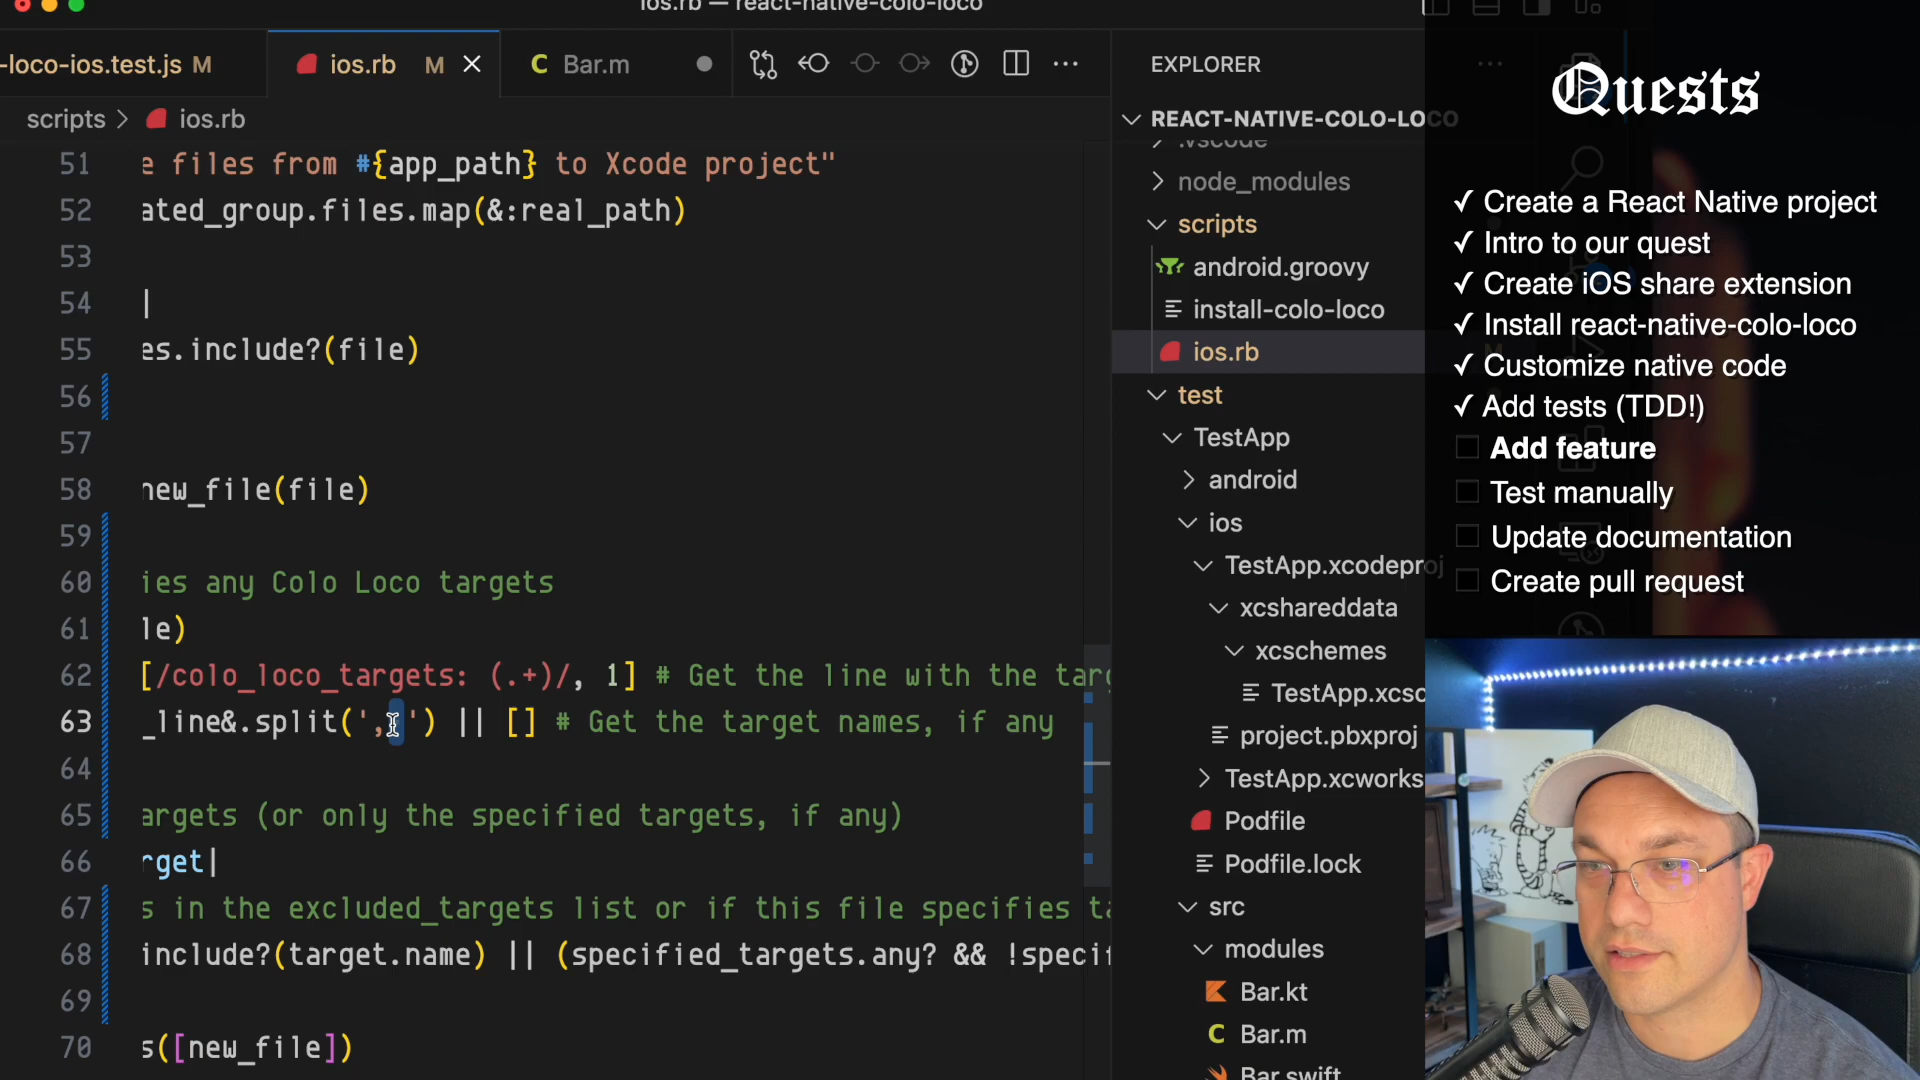 ios.rb — react-native-colo-loco
-loco-ios.test.js M
ios.rb M
Bar.m
scripts > ios.rb
51 e files from #{app_path} to Xcode project"
52 ated_group.files.map(&:real_path)
53
54 |
55 es.include?(file)
56
57
58 new_file(file)
59
60 ies any Colo Loco targets
61 le)
62 [/colo_loco_targets: (.+)/, 1] # Get the line with the targ
63 _line&.split(', ') || [] # Get the target names, if any
64
65 argets (or only the specified targets, if any)
66 rget|
67 s in the excluded_targets list or if this file specifies ta
68 include?(target.name) || (specified_targets.any? && !specif
69
70 s([new_file])
EXPLORER
REACT-NATIVE-COLO-LOCO
.vscode
node_modules
scripts
android.groovy
install-colo-loco
ios.rb
test
TestApp
android
ios
TestApp.xcodeproj
xcshareddata
xcschemes
TestApp.xcsc
project.pbxproj
TestApp.xcworks
Podfile
Podfile.lock
src
modules
Bar.kt
Bar.m
Bar.swift
Quests
✓ Create a React Native project
✓ Intro to our quest
✓ Create iOS share extension
✓ Install react-native-colo-loco
✓ Customize native code
✓ Add tests (TDD!)
Add feature
Test manually
Update documentation
Create pull request